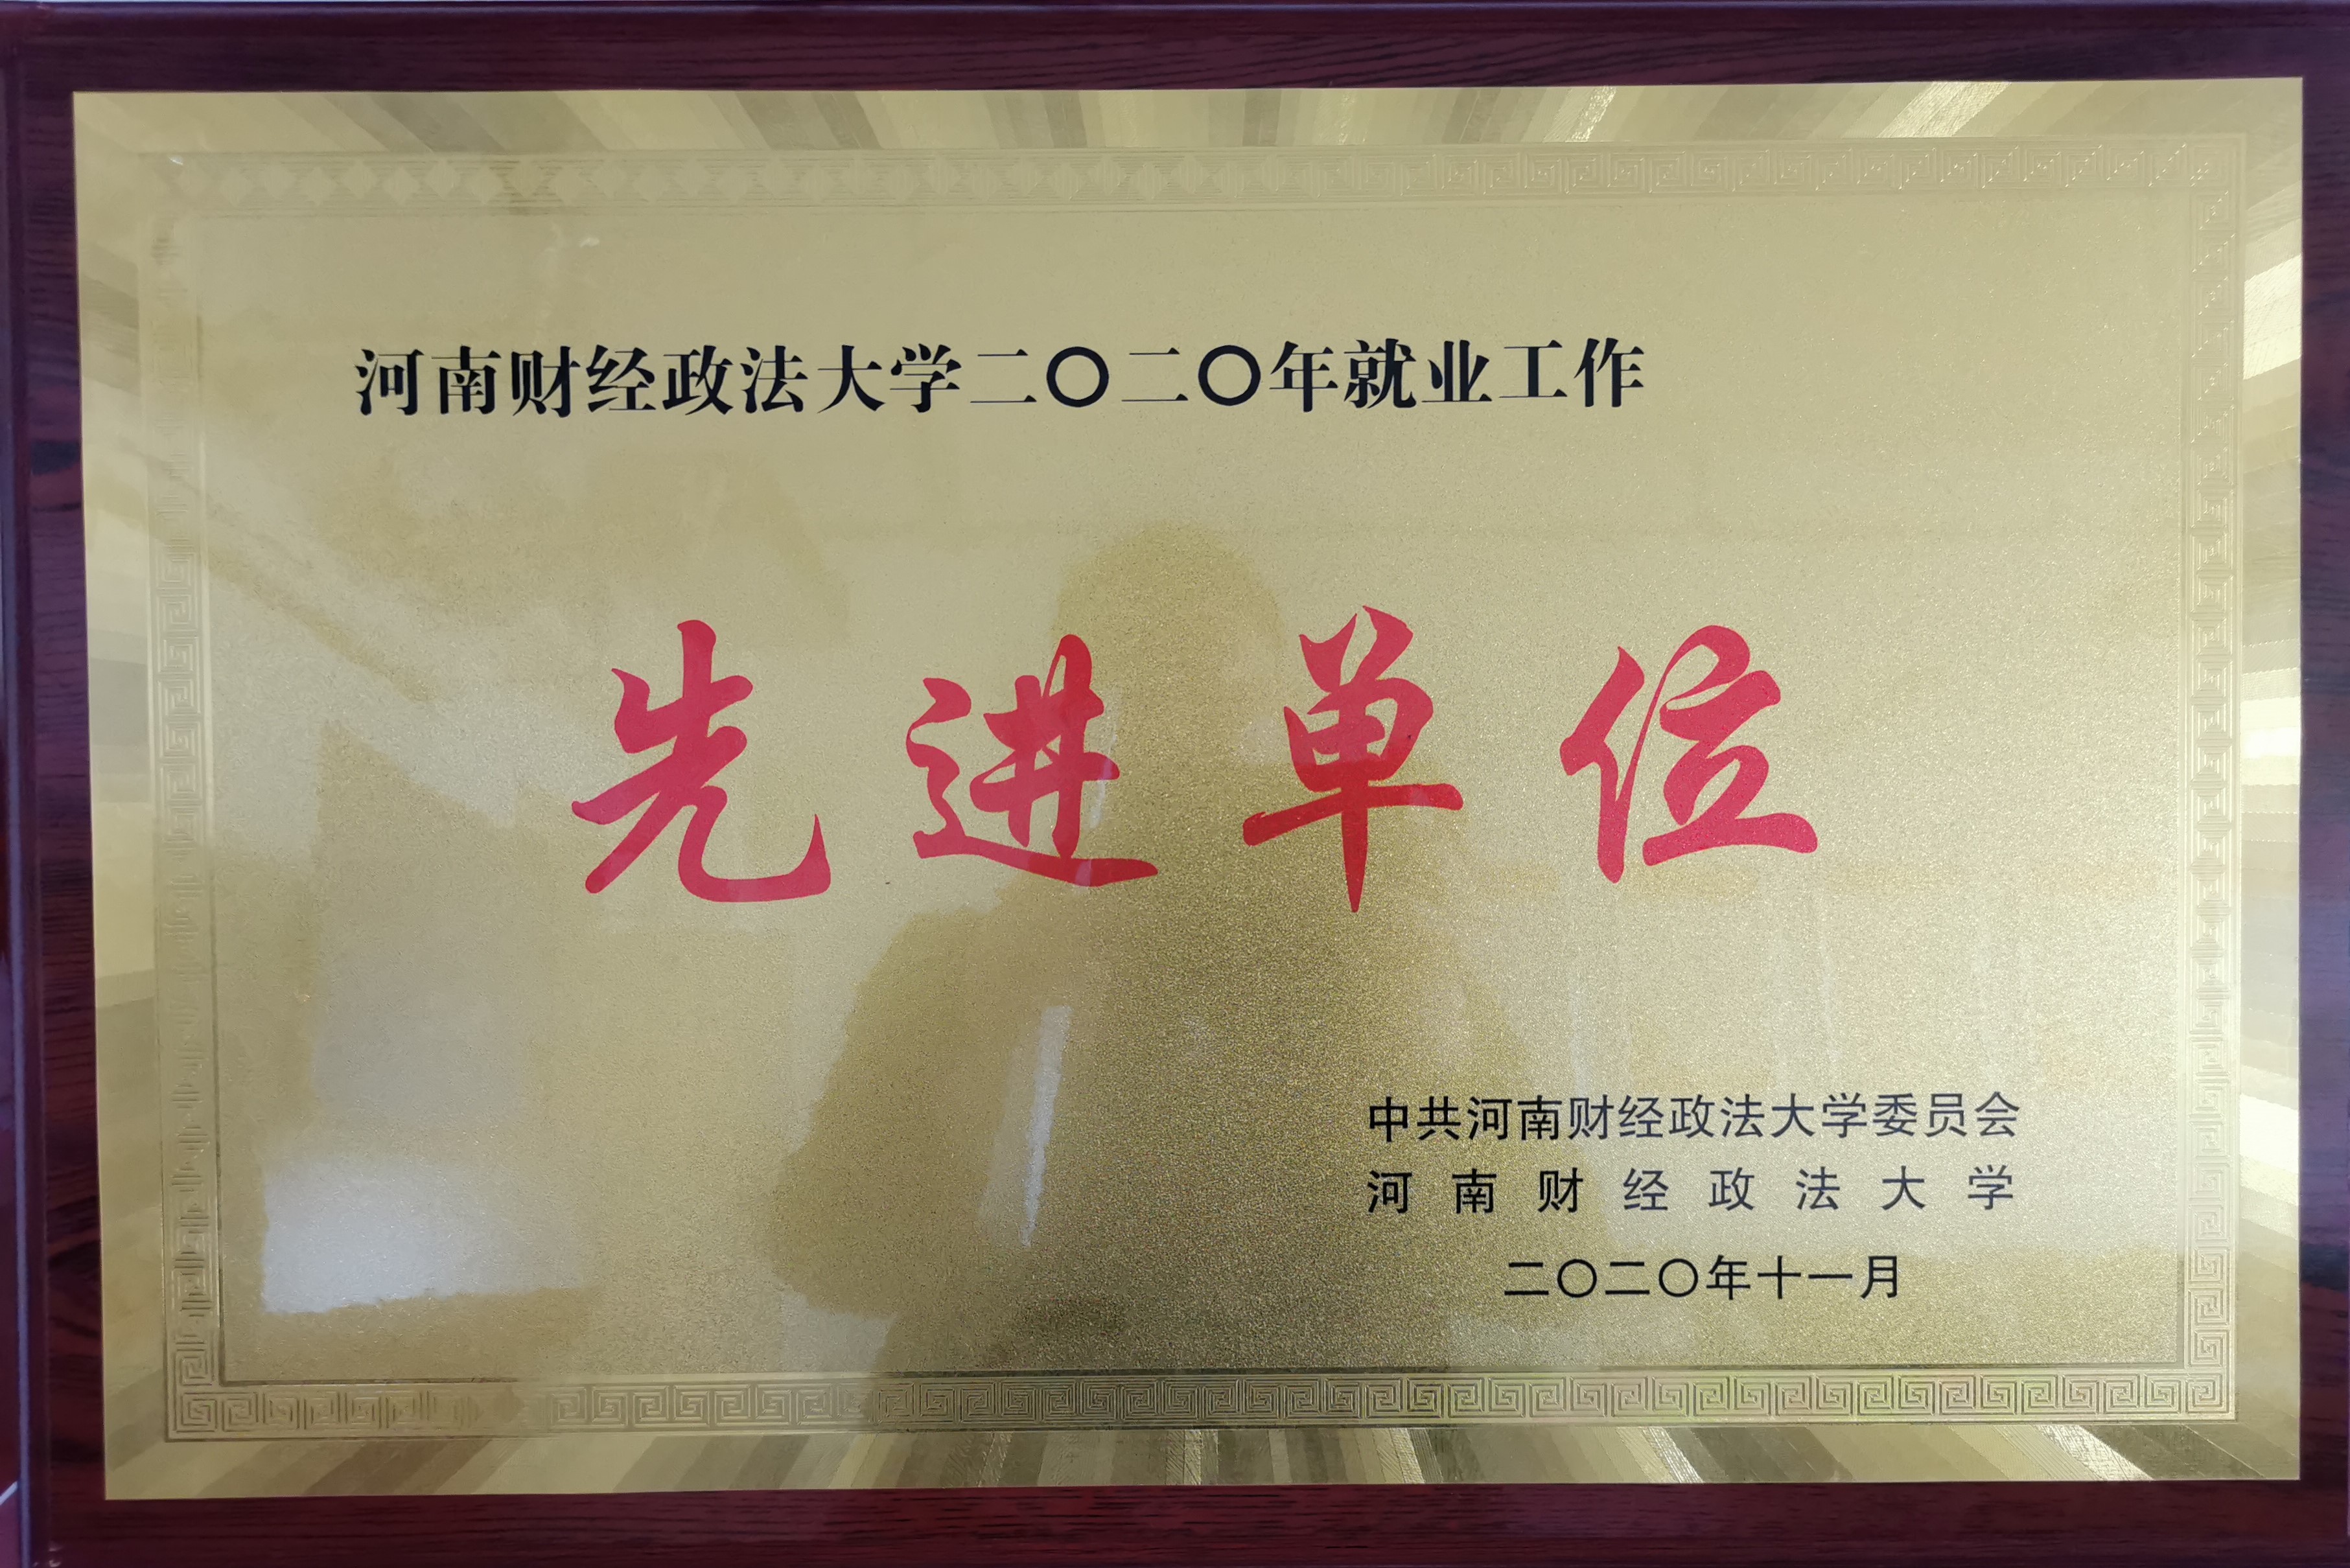 河南财经政法大学二〇二〇年就业工作
先进单位
中共河南财经政法大学委员会
河南财经政法大学
二〇二〇年十一月